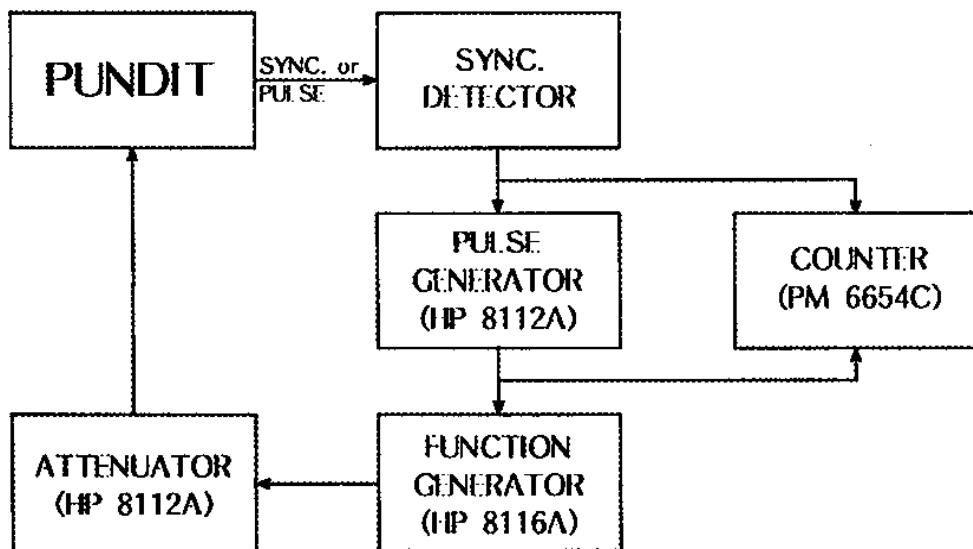 PUNDIT
SYNC. or
PULSE
SYNC.
DETECTOR
PULSE
GENERATOR
(HP 8112A)
COUNTER
(PM 6654C)
ATTENUATOR
(HP 8112A)
FUNCTION
GENERATOR
(HP 8116A)